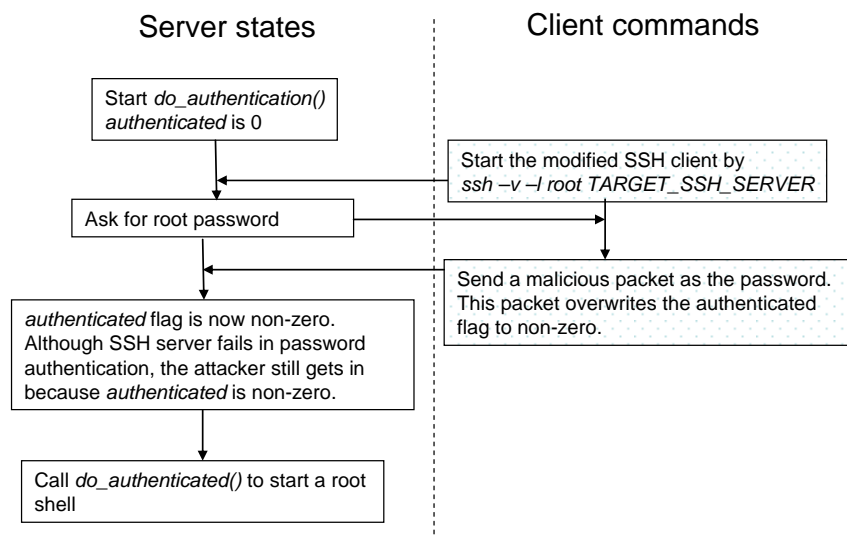 Server states
Client commands
Start do_authentication()
authenticated is 0
Start the modified SSH client by
ssh –v –l root TARGET_SSH_SERVER
Ask for root password
Send a malicious packet as the password.
This packet overwrites the authenticated
flag to non-zero.
authenticated flag is now non-zero.
Although SSH server fails in password
authentication, the attacker still gets in
because authenticated is non-zero.
Call do_authenticated() to start a root
shell